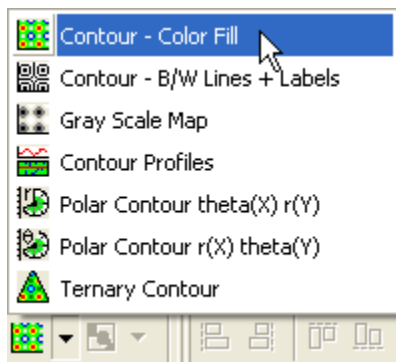 Contour - Color Fill
Contour - B/W Lines + Labels
Gray Scale Map
Contour Profiles
Polar Contour theta(X) r(Y)
Polar Contour r(X) theta(Y)
Ternary Contour